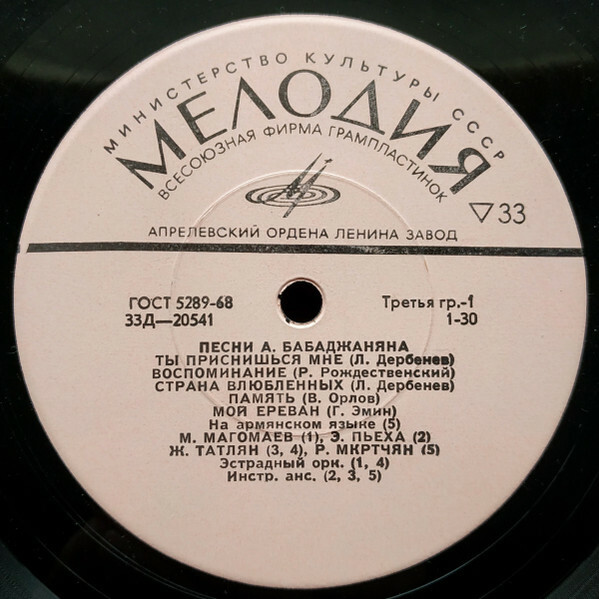 МИНИСТЕРСТВО КУЛЬТУРЫ СССР
МЕЛОДИЯ
ВСЕСОЮЗНАЯ ФИРМА ГРАМПЛАСТИНОК
▽33
АПРЕЛЕВСКИЙ ОРДЕНА ЛЕНИНА ЗАВОД
ГОСТ 5289-68 Третья гр.-1
33Д—20541 1-30
ПЕСНИ А. БАБАДЖАНЯНА
ТЫ ПРИСНИШЬСЯ МНЕ (Л. Дербенев)
ВОСПОМИНАНИЕ (Р. Рождественский)
СТРАНА ВЛЮБЛЕННЫХ (Л. Дербенев)
ПАМЯТЬ (В. Орлов)
МОЙ ЕРЕВАН (Г. Эмин)
На армянском языке (5)
М. МАГОМАЕВ (1), Э. ПЬЕХА (2)
Ж. ТАТЛЯН (3, 4), Р. МКРТЧЯН (5)
Эстрадный орк. (1, 4)
Инстр. анс. (2, 3, 5)